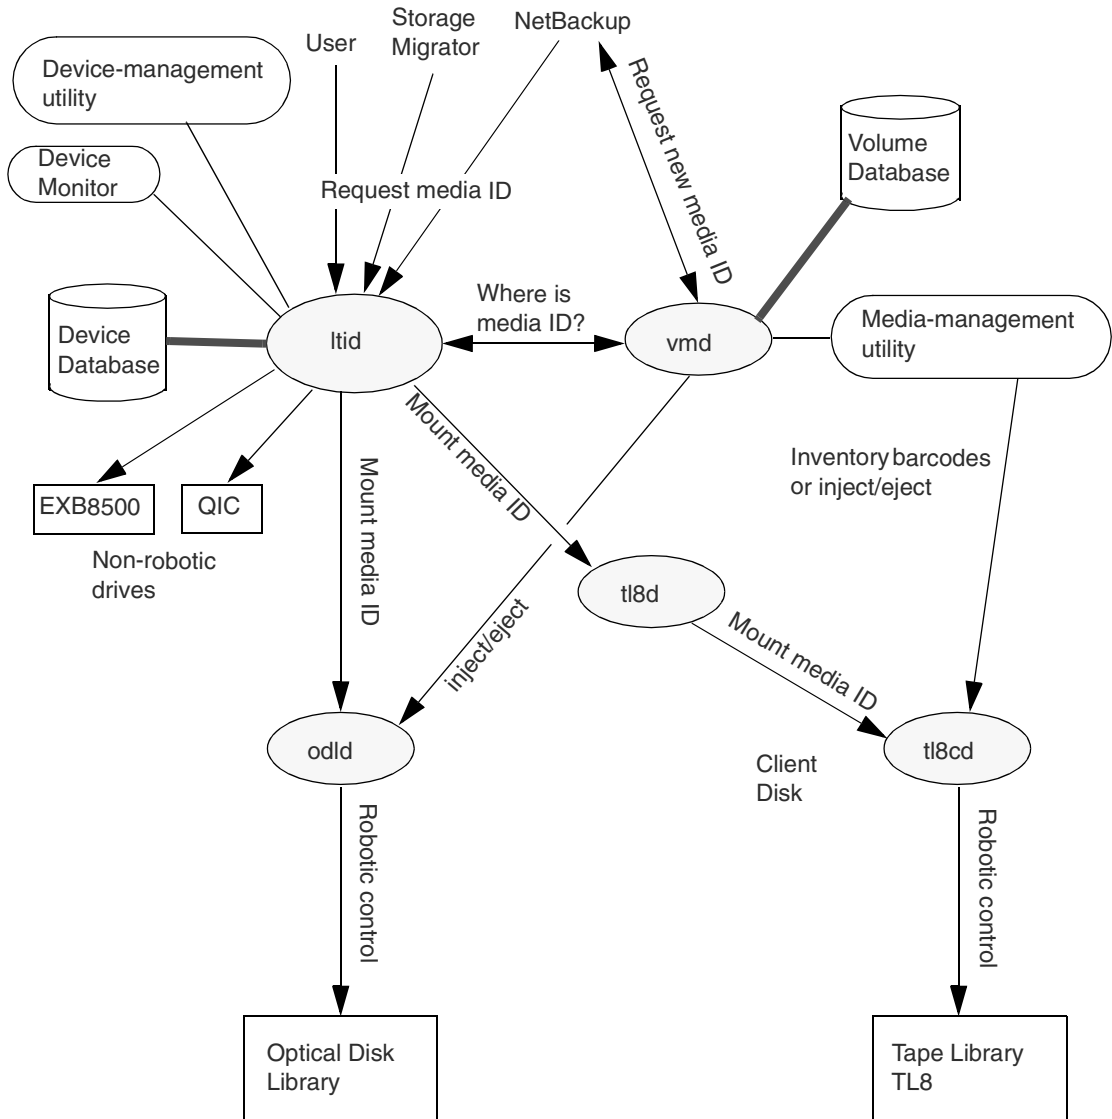 Storage
Migrator
NetBackup
User
Device-management
utility
Device
Monitor
Request media ID
Request new media ID
Volume
Database
Where is
media ID?
Device
Database
ltid
vmd
Media-management
utility
Mount media ID
Mount media ID
Inventory barcodes
or inject/eject
EXB8500
QIC
Non-robotic
drives
tl8d
inject/eject
Mount media ID
odld
Client
Disk
tl8cd
Robotic control
Robotic control
Optical Disk
Library
Tape Library
TL8